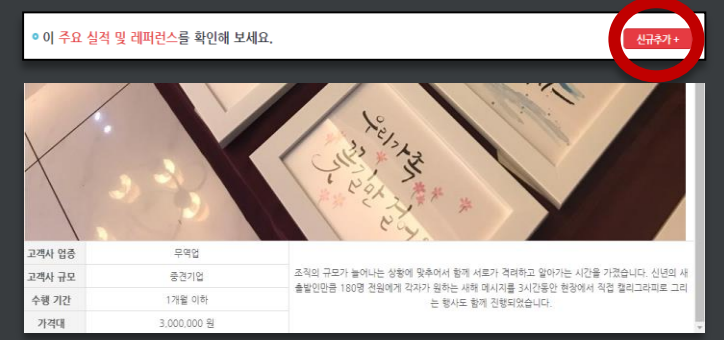 이 주요 실적 및 레퍼런스를 확인해 보세요.
신규추가 +
우리가족
꽃길만 걸어요
고객사 업종 무역업
고객사 규모 중견기업
수행 기간 1개월 이하
가격대 3,000,000 원
조직의 규모가 늘어나는 상황에 맞추어서 함께 서로가 격려하고 알아가는 시간을 가졌습니다. 신년의 새
출발인만큼 180명 전원에게 각자가 원하는 새해 메시지를 3시간동안 현장에서 직접 캘리그라피로 그리
는 행사도 함께 진행되었습니다.